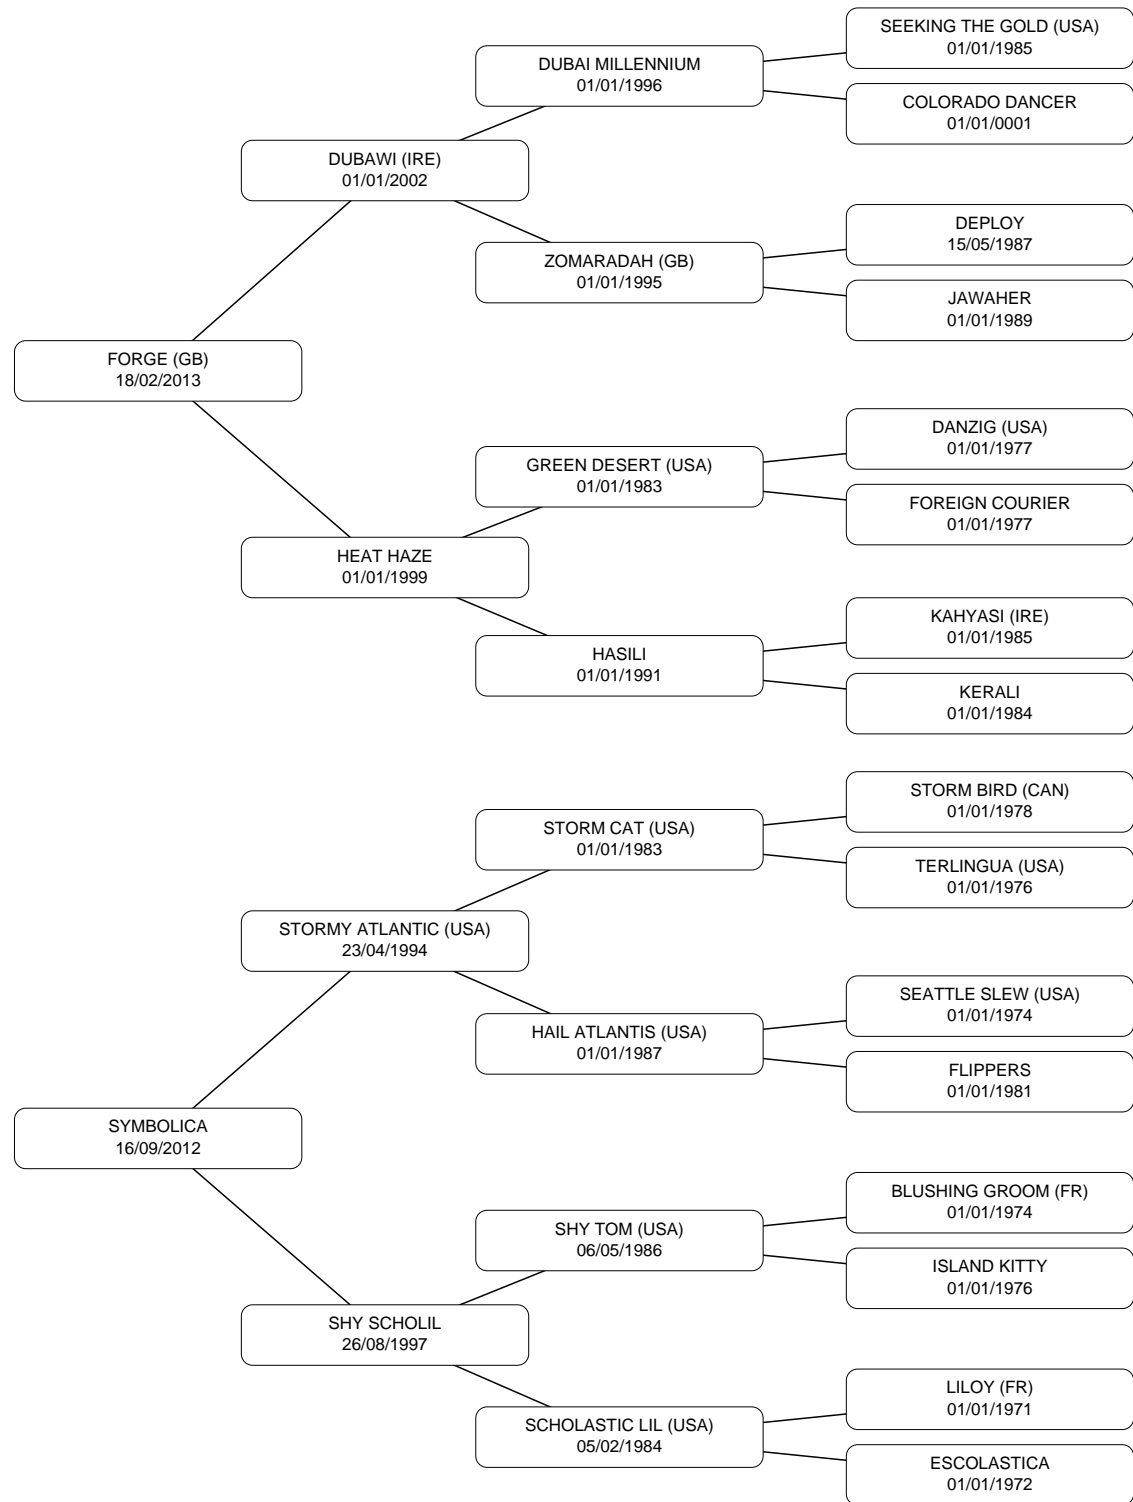 SEEKING THE GOLD (USA)
01/01/1985
DUBAI MILLENNIUM
01/01/1996
COLORADO DANCER
01/01/0001
DUBAWI (IRE)
01/01/2002
DEPLOY
15/05/1987
ZOMARADAH (GB)
01/01/1995
JAWAHER
01/01/1989
FORGE (GB)
18/02/2013
DANZIG (USA)
01/01/1977
GREEN DESERT (USA)
01/01/1983
FOREIGN COURIER
01/01/1977
HEAT HAZE
01/01/1999
KAHYASI (IRE)
01/01/1985
HASILI
01/01/1991
KERALI
01/01/1984
STORM BIRD (CAN)
01/01/1978
STORM CAT (USA)
01/01/1983
TERLINGUA (USA)
01/01/1976
STORMY ATLANTIC (USA)
23/04/1994
SEATTLE SLEW (USA)
01/01/1974
HAIL ATLANTIS (USA)
01/01/1987
FLIPPERS
01/01/1981
SYMBOLICA
16/09/2012
BLUSHING GROOM (FR)
01/01/1974
SHY TOM (USA)
06/05/1986
ISLAND KITTY
01/01/1976
SHY SCHOLIL
26/08/1997
LILOY (FR)
01/01/1971
SCHOLASTIC LIL (USA)
05/02/1984
ESCOLASTICA
01/01/1972